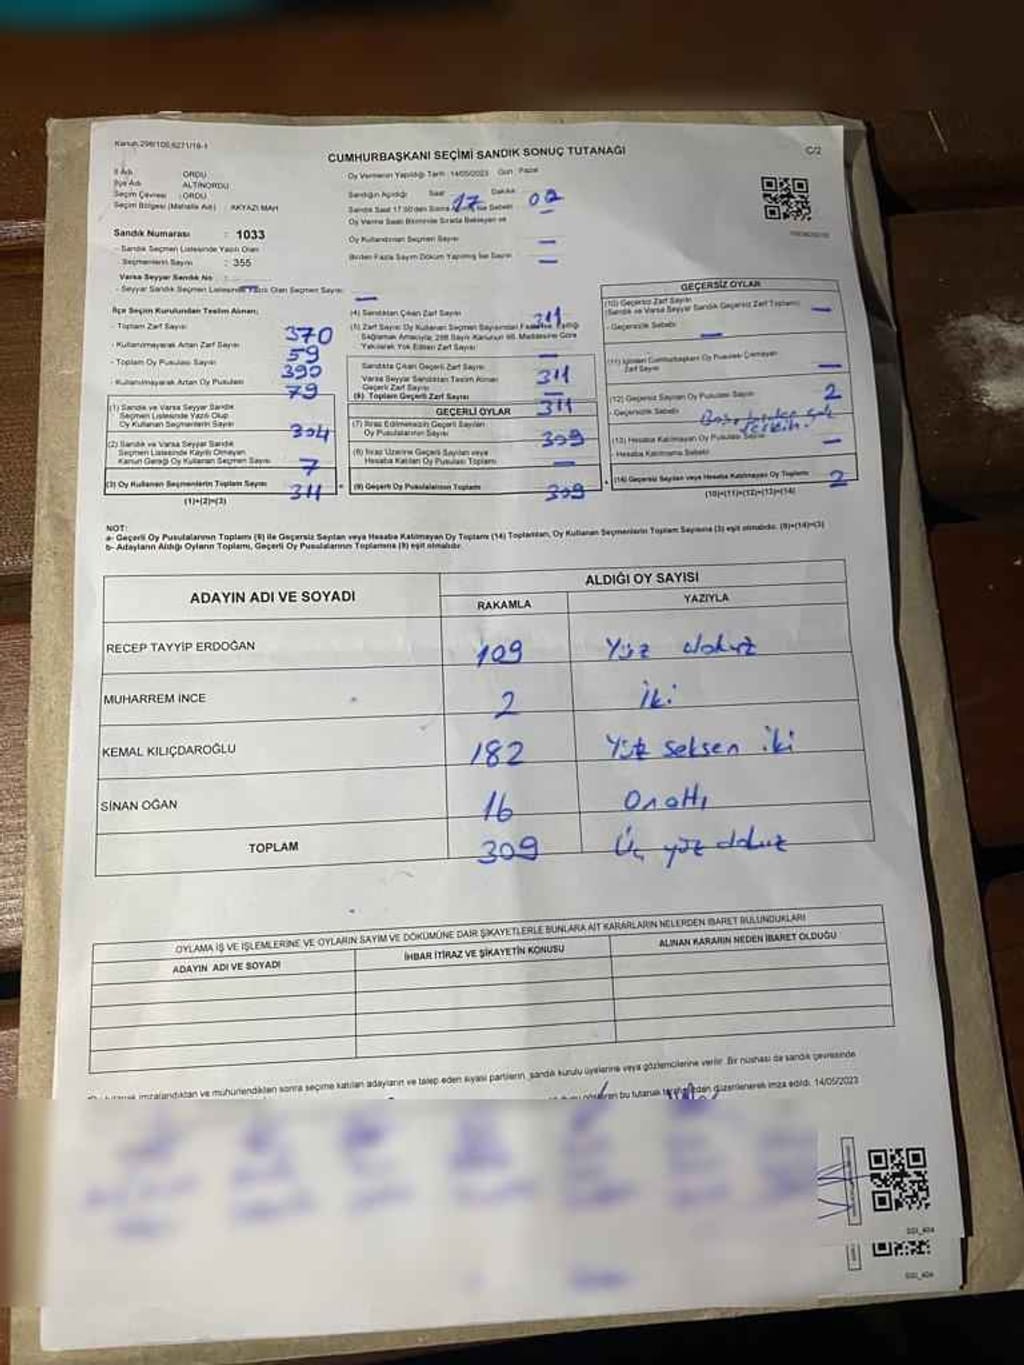 Kanun 298/105,6271/18-1
CUMHURBAŞKANI SEÇİMİ SANDIK SONUÇ TUTANAĞI
C/2
İl Adı ORDU
İlçe Adı ALTINORDU
Seçim Çevresi : ORDU
Seçim Bölgesi (Mahalle Adı) : AKYAZI MAH
Sandık Numarası : 1033
- Sandık Seçmen Listesinde Yazılı Olan
Seçmenlerin Sayısı : 355
Varsa Seyyar Sandık No :
- Seyyar Sandık Seçmen Listesinde Yazılı Olan Seçmen Sayısı: —
Oy Vermenin Yapıldığı Tarih : 14/05/2023 Gün : Pazar
Sandığın Açıldığı Saat 17 Dakika 02
Sandık Saat 17:00'den Sonra Sebebi —
Oy Verme Saati Bitiminde Sırada Bekleyen ve
Oy Kullandırılan Seçmen Sayısı —
Birden Fazla Sayım Döküm Yapılmış İse Sayısı —
İlçe Seçim Kurulundan Teslim Alınan;
- Toplam Zarf Sayısı 370
- Kullanılmayarak Artan Zarf Sayısı 59
- Toplam Oy Pusulası Sayısı 390
- Kullanılmayarak Artan Oy Pusulası 79
(1) Sandık ve Varsa Seyyar Sandık
Seçmen Listesinde Yazılı Olup
Oy Kullanan Seçmenlerin Sayısı 304
(2) Sandık ve Varsa Seyyar Sandık
Seçmen Listesinde Kayıtlı Olmayan
Kanun Gereği Oy Kullanan Seçmen Sayısı 7
(3) Oy Kullanan Seçmenlerin Toplam Sayısı 311
(1)+(2)=(3)
(4) Sandıktan Çıkan Zarf Sayısı 311
(5) Zarf Sayısı Oy Kullanan Seçmen Sayısından Fazla
Sağlamak Amacıyla, 298 Sayılı Kanunun 98. Maddesine Göre
Yakılarak Yok Edilen Zarf Sayısı —
Sandıkta Çıkan Geçerli Zarf Sayısı 311
Varsa Seyyar Sandıktan Teslim Alınan
Geçerli Zarf Sayısı —
(6) Toplam Geçerli Zarf Sayısı 311
GEÇERLİ OYLAR
(7) İtiraz Edilmeksizin Geçerli Sayılan
Oy Pusulalarının Sayısı 309
(8) İtiraz Üzerine Geçerli Sayılan veya
Hesaba Katılan Oy Pusulası Toplamı —
(9) Geçerli Oy Pusulalarının Toplamı 309
GEÇERSİZ OYLAR
(10) Geçersiz Zarf Sayısı
(Sandık ve Varsa Seyyar Sandık Geçersiz Zarf Toplamı) —
- Geçersizlik Sebebi —
(11) İçinden Cumhurbaşkanı Oy Pusulası Çıkmayan
Zarf Sayısı —
(12) Geçersiz Sayılan Oy Pusulası Sayısı 2
- Geçersizlik Sebebi
(13) Hesaba Katılmayan Oy Pusulası Sayısı —
- Hesaba Katılmama Sebebi
(14) Geçersiz Sayılan veya Hesaba Katılmayan Oy Toplamı 2
(10)+(11)+(12)+(13)=(14)
NOT:
a- Geçerli Oy Pusulalarının Toplamı (9) ile Geçersiz Sayılan veya Hesaba Katılmayan Oy Toplamı (14) Toplamları, Oy Kullanan Seçmenlerin Toplam Sayısına (3) eşit olmalıdır. (9)+(14)=(3)
b- Adayların Aldığı Oyların Toplamı, Geçerli Oy Pusulalarının Toplamına (9) eşit olmalıdır.
ADAYIN ADI VE SOYADI ALDIĞI OY SAYISI
RAKAMLA YAZIYLA
RECEP TAYYİP ERDOĞAN 109 Yüz dokuz
MUHARREM İNCE 2 İki
KEMAL KILIÇDAROĞLU 182 Yüz seksen iki
SİNAN OĞAN 16 Onaltı
TOPLAM 309 Üç yüz dokuz
OYLAMA İŞ VE İŞLEMLERİNE VE OYLARIN SAYIM VE DÖKÜMÜNE DAİR ŞİKAYETLERLE BUNLARA AİT KARARLARIN NELERDEN İBARET BULUNDUKLARI
ADAYIN ADI VE SOYADI İHBAR İTİRAZ VE ŞİKAYETİN KONUSU ALINAN KARARIN NEDEN İBARET OLDUĞU
tutanak imzalandıktan ve mühürlendikten sonra seçime katılan adayların ve talep eden siyasi partilerin, sandık kurulu üyelerine veya gözlemcilerine verilir. Bir nüshası da sandık çevresinde
bu tutanak tarafımızdan düzenlenerek imza edildi. 14/05/2023
SSI_404
SSI_404